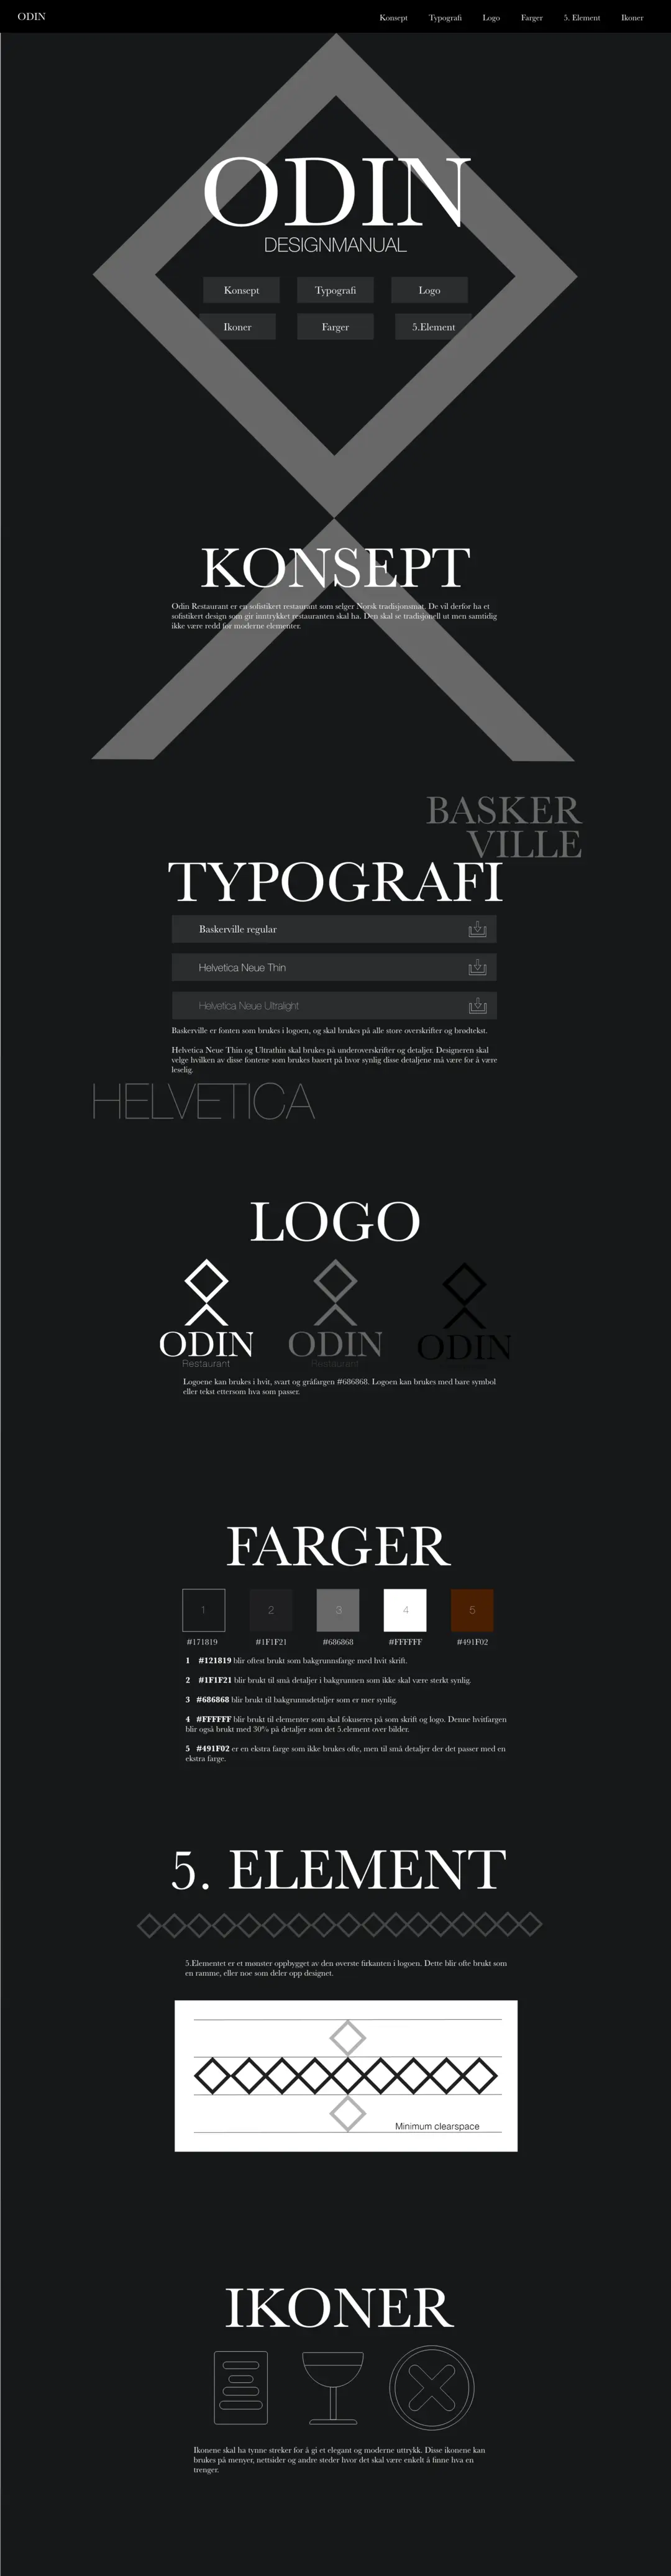 ODIN
Konsept Typografi Logo Farger 5. Element Ikoner
ODIN
DESIGNMANUAL
Konsept Typografi Logo
Ikoner Farger 5.Element
KONSEPT
Odin Restaurant er en sofistikert restaurant som selger Norsk tradisjonsmat. De vil derfor ha et
sofistikert design som gir inntrykket restauranten skal ha. Den skal se tradisjonell ut men samtidig
ikke være redd for moderne elementer.
BASKER
VILLE
TYPOGRAFI
Baskerville regular
Helvetica Neue Thin
Helvetica Neue Ultralight
Baskerville er fonten som brukes i logoen, og skal brukes på alle store overskrifter og brødtekst.
Helvetica Neue Thin og Ultrathin skal brukes på underoverskrifter og detaljer. Designeren skal
velge hvilken av disse fontene som brukes basert på hvor synlig disse detaljene må være for å være
leselig.
HELVETICA
LOGO
ODIN ODIN ODIN
Restaurant Restaurant
Logoene kan brukes i hvit, svart og gråfargen #686868. Logoen kan brukes med bare symbol
eller tekst ettersom hva som passer.
FARGER
1 2 3 4 5
#171819 #1F1F21 #686868 #FFFFFF #491F02
1 #121819 blir oftest brukt som bakgrunnsfarge med hvit skrift.
2 #1F1F21 blir brukt til små detaljer i bakgrunnen som ikke skal være sterkt synlig.
3 #686868 blir brukt til bakgrunnsdetaljer som er mer synlig.
4 #FFFFFF blir brukt til elementer som skal fokuseres på som skrift og logo. Denne hvitfargen
blir også brukt med 30% på detaljer som det 5.element over bilder.
5 #491F02 er en ekstra farge som ikke brukes ofte, men til små detaljer der det passer med en
ekstra farge.
5. ELEMENT
5.Elementet er et mønster oppbygget av den øverste firkanten i logoen. Dette blir ofte brukt som
en ramme, eller noe som deler opp designet.
Minimum clearspace
IKONER
Ikonene skal ha tynne streker for å gi et elegant og moderne uttrykk. Disse ikonene kan
brukes på menyer, nettsider og andre steder hvor det skal være enkelt å finne hva en
trenger.